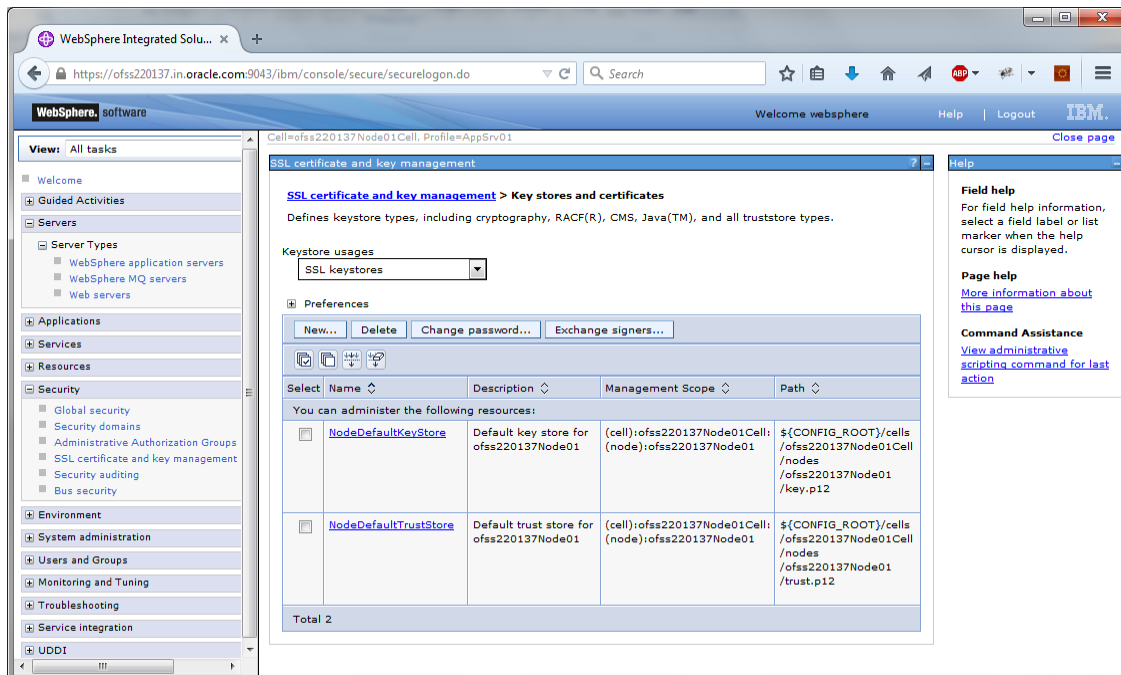 WebSphere Integrated Solu... ×
+
https://ofss220137.in.oracle.com:9043/ibm/console/secure/securelogon.do
Search
ABP
WebSphere. software
Welcome websphere
Help | Logout
IBM.
View: All tasks
Welcome
Guided Activities
Servers
Server Types
WebSphere application servers
WebSphere MQ servers
Web servers
Applications
Services
Resources
Security
Global security
Security domains
Administrative Authorization Groups
SSL certificate and key management
Security auditing
Bus security
Environment
System administration
Users and Groups
Monitoring and Tuning
Troubleshooting
Service integration
UDDI
Cell=ofss220137Node01Cell, Profile=AppSrv01
Close page
SSL certificate and key management
? –
SSL certificate and key management > Key stores and certificates
Defines keystore types, including cryptography, RACF(R), CMS, Java(TM), and all truststore types.
Keystore usages
SSL keystores
Preferences
New... Delete Change password... Exchange signers...
Select Name Description Management Scope Path
You can administer the following resources:
NodeDefaultKeyStore
Default key store for
ofss220137Node01
(cell):ofss220137Node01Cell:
(node):ofss220137Node01
${CONFIG_ROOT}/cells
/ofss220137Node01Cell
/nodes
/ofss220137Node01
/key.p12
NodeDefaultTrustStore
Default trust store for
ofss220137Node01
(cell):ofss220137Node01Cell:
(node):ofss220137Node01
${CONFIG_ROOT}/cells
/ofss220137Node01Cell
/nodes
/ofss220137Node01
/trust.p12
Total 2
Help
Field help
For field help information,
select a field label or list
marker when the help
cursor is displayed.
Page help
More information about
this page
Command Assistance
View administrative
scripting command for last
action